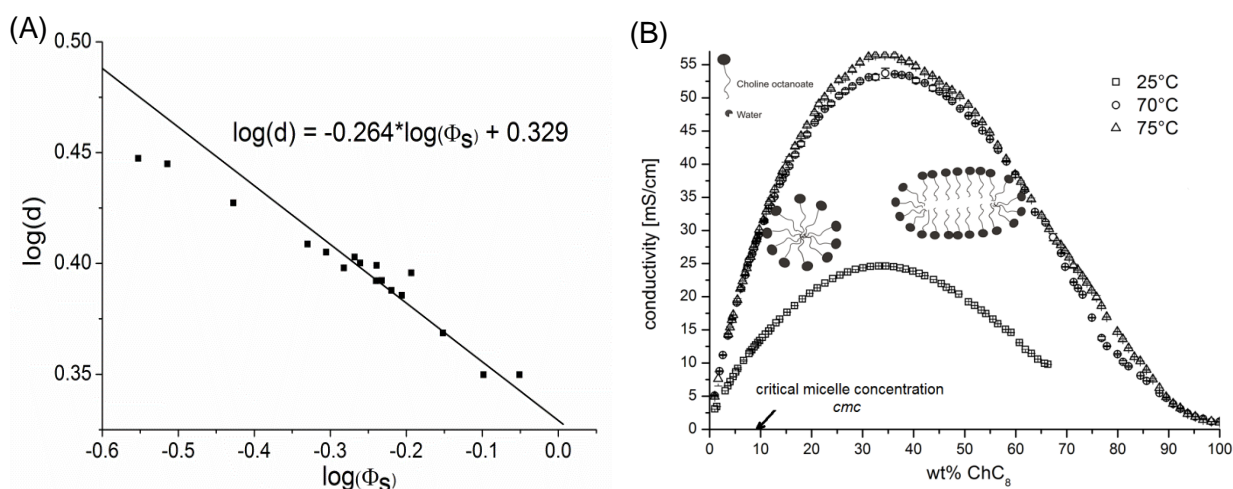 (A)
0.50
0.45
0.40
0.35
log(d)
log(d) = -0.264*log(Φs) + 0.329
-0.6 -0.5 -0.4 -0.3 -0.2 -0.1 0.0
log(Φs)
(B)
55
50
45
40
35
30
25
20
15
10
5
0
conductivity [mS/cm]
Choline octanoate
Water
25°C
70°C
75°C
critical micelle concentration
cmc
0 10 20 30 40 50 60 70 80 90 100
wt% ChC₈